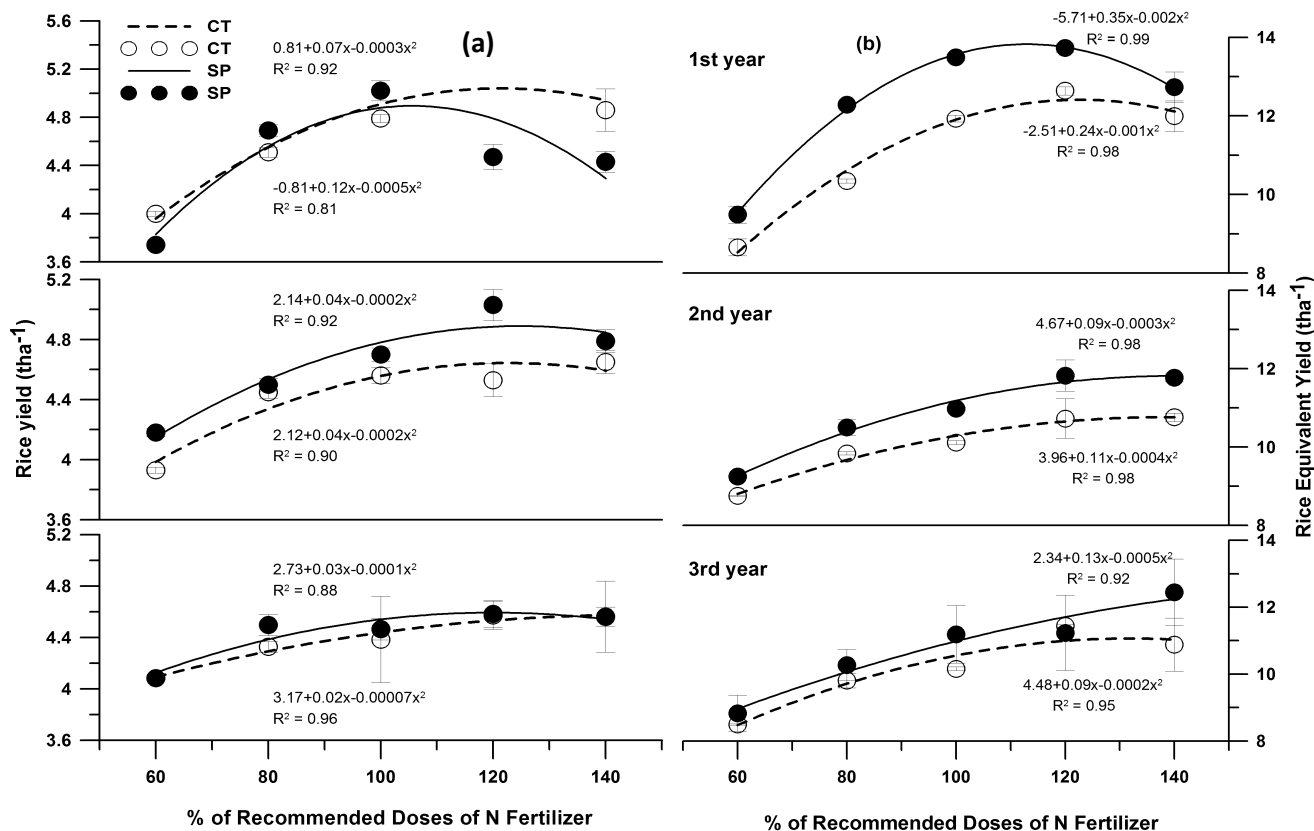 CT
CT
SP
SP
(a)
0.81+0.07x-0.0003x²
R² = 0.92
-0.81+0.12x-0.0005x²
R² = 0.81
5.6
5.2
4.8
4.4
4
3.6
(b)
1st year
-5.71+0.35x-0.002x²
R² = 0.99
-2.51+0.24x-0.001x²
R² = 0.98
14
12
10
8
Rice yield (tha⁻¹)
5.2
4.8
4.4
4
3.6
2.14+0.04x-0.0002x²
R² = 0.92
2.12+0.04x-0.0002x²
R² = 0.90
2nd year
4.67+0.09x-0.0003x²
R² = 0.98
3.96+0.11x-0.0004x²
R² = 0.98
14
12
10
8
Rice Equivalent Yield (tha⁻¹)
5.2
4.8
4.4
4
3.6
2.73+0.03x-0.0001x²
R² = 0.88
3.17+0.02x-0.00007x²
R² = 0.96
3rd year
2.34+0.13x-0.0005x²
R² = 0.92
4.48+0.09x-0.0002x²
R² = 0.95
14
12
10
8
60 80 100 120 140
% of Recommended Doses of N Fertilizer
60 80 100 120 140
% of Recommended Doses of N Fertilizer